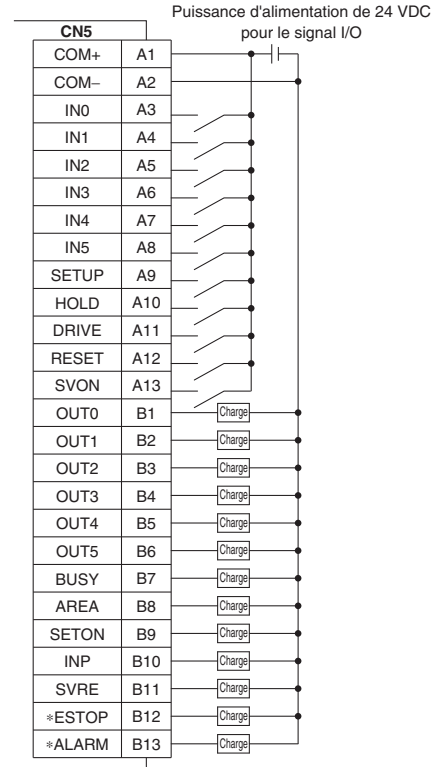 Puissance d'alimentation de 24 VDC
pour le signal I/O
CN5
COM+ A1
COM− A2
IN0 A3
IN1 A4
IN2 A5
IN3 A6
IN4 A7
IN5 A8
SETUP A9
HOLD A10
DRIVE A11
RESET A12
SVON A13
OUT0 B1 Charge
OUT1 B2 Charge
OUT2 B3 Charge
OUT3 B4 Charge
OUT4 B5 Charge
OUT5 B6 Charge
BUSY B7 Charge
AREA B8 Charge
SETON B9 Charge
INP B10 Charge
SVRE B11 Charge
∗ESTOP B12 Charge
∗ALARM B13 Charge